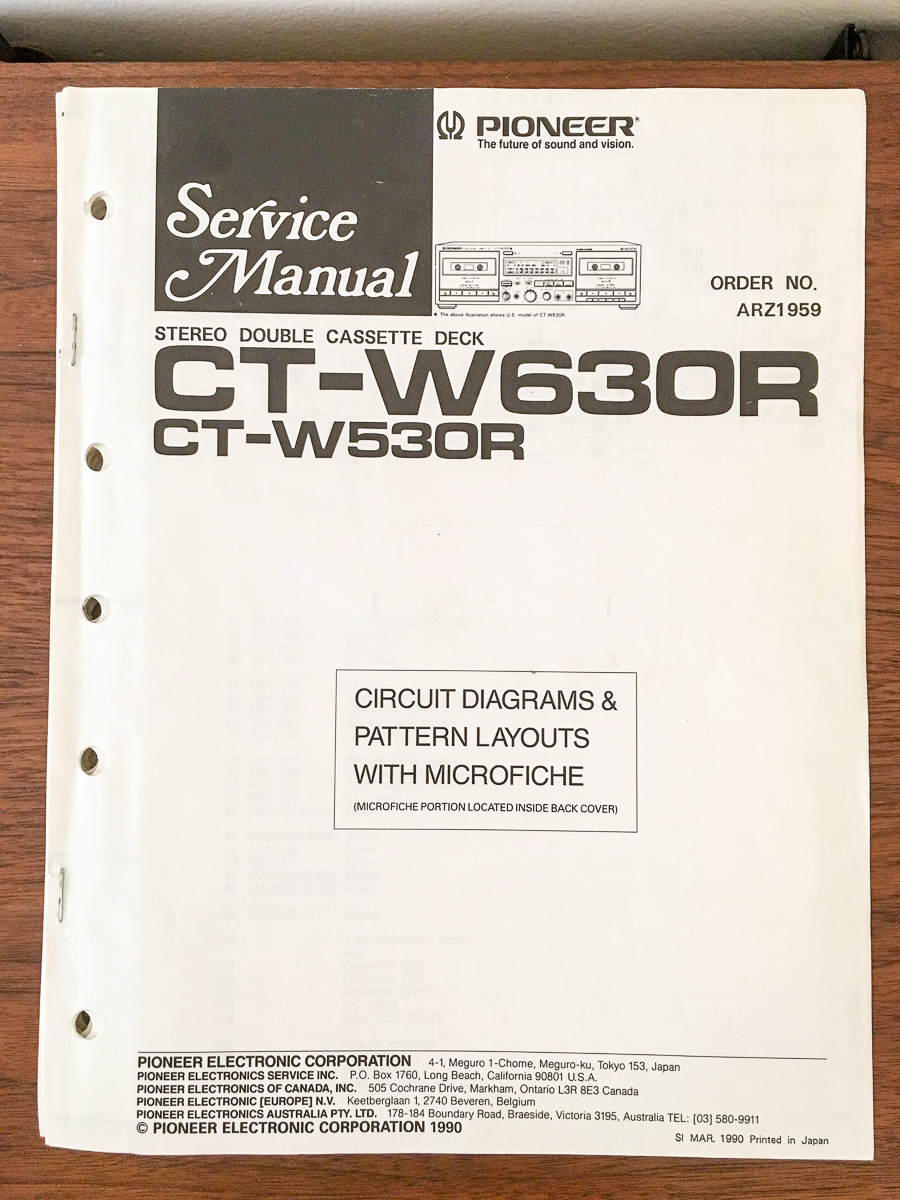 Service
Manual
PIONEER®
The future of sound and vision.
PIONEER
• The above illustration shows U.S. model of CT-W630R.
ORDER NO.
ARZ1959
STEREO DOUBLE CASSETTE DECK
CT-W630R
CT-W530R
CIRCUIT DIAGRAMS &
PATTERN LAYOUTS
WITH MICROFICHE
(MICROFICHE PORTION LOCATED INSIDE BACK COVER)
PIONEER ELECTRONIC CORPORATION 4-1, Meguro 1-Chome, Meguro-ku, Tokyo 153, Japan
PIONEER ELECTRONICS SERVICE INC. P.O. Box 1760, Long Beach, California 90801 U.S.A.
PIONEER ELECTRONICS OF CANADA, INC. 505 Cochrane Drive, Markham, Ontario L3R 8E3 Canada
PIONEER ELECTRONIC [EUROPE] N.V. Keetberglaan 1, 2740 Beveren, Belgium
PIONEER ELECTRONICS AUSTRALIA PTY. LTD. 178-184 Boundary Road, Braeside, Victoria 3195, Australia TEL: [03] 580-9911
© PIONEER ELECTRONIC CORPORATION 1990
SI MAR. 1990 Printed in Japan